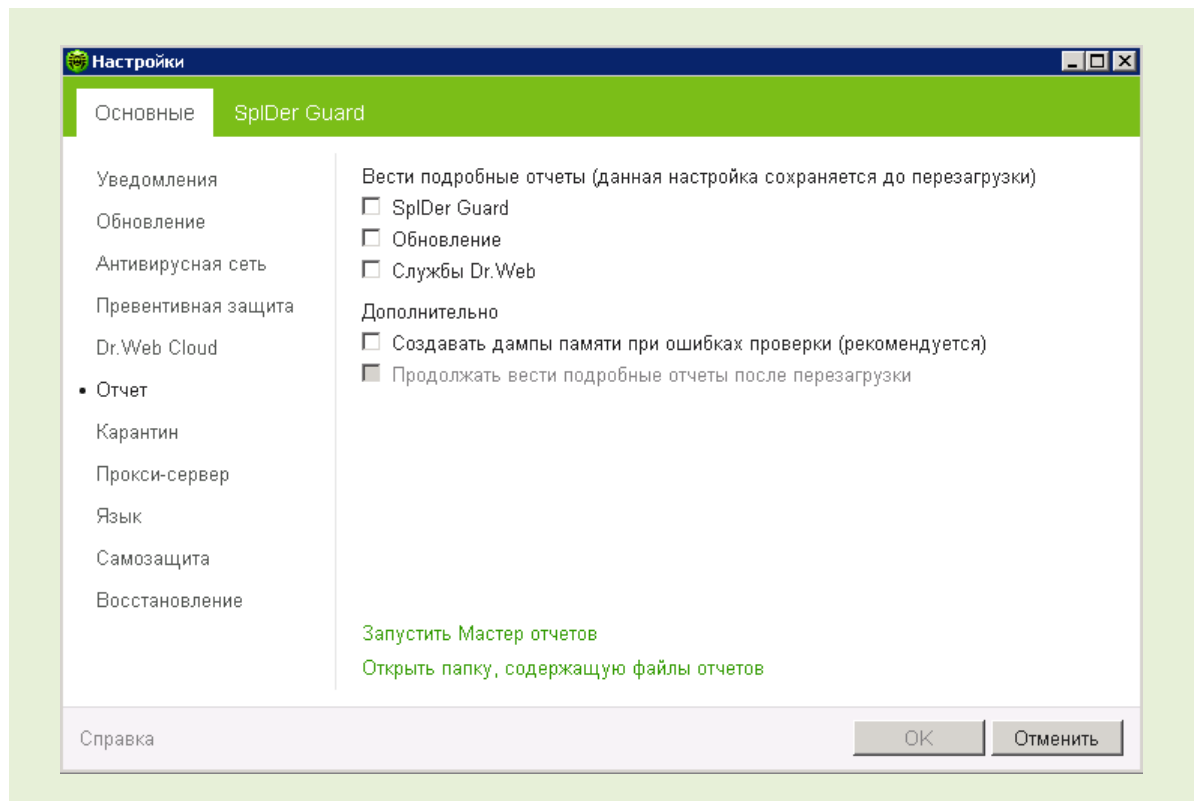 Настройки
Основные
SpIDer Guard
Уведомления
Обновление
Антивирусная сеть
Превентивная защита
Dr.Web Cloud
Отчет
Карантин
Прокси-сервер
Язык
Самозащита
Восстановление
Вести подробные отчеты (данная настройка сохраняется до перезагрузки)
SpIDer Guard
Обновление
Службы Dr.Web
Дополнительно
Создавать дампы памяти при ошибках проверки (рекомендуется)
Продолжать вести подробные отчеты после перезагрузки
Запустить Мастер отчетов
Открыть папку, содержащую файлы отчетов
Справка
OK
Отменить